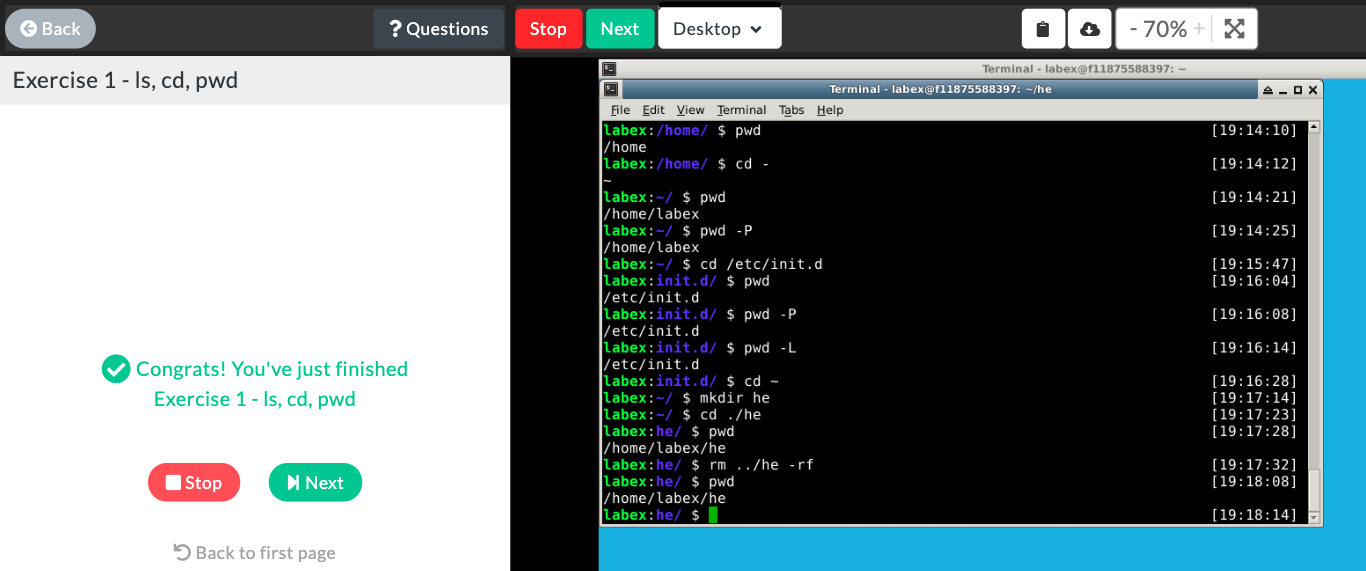 Back
? Questions
Stop
Next
Desktop
- 70% +
Exercise 1 - ls, cd, pwd
Congrats! You've just finished
Exercise 1 - ls, cd, pwd
Stop
Next
Back to first page
Terminal - labex@f11875588397: ~
Terminal - labex@f11875588397: ~/he
File Edit View Terminal Tabs Help
labex:/home/ $ pwd [19:14:10]
/home
labex:/home/ $ cd - [19:14:12]
~
labex:~/ $ pwd [19:14:21]
/home/labex
labex:~/ $ pwd -P [19:14:25]
/home/labex
labex:~/ $ cd /etc/init.d [19:15:47]
labex:init.d/ $ pwd [19:16:04]
/etc/init.d
labex:init.d/ $ pwd -P [19:16:08]
/etc/init.d
labex:init.d/ $ pwd -L [19:16:14]
/etc/init.d
labex:init.d/ $ cd ~ [19:16:28]
labex:~/ $ mkdir he [19:17:14]
labex:~/ $ cd ./he [19:17:23]
labex:he/ $ pwd [19:17:28]
/home/labex/he
labex:he/ $ rm ../he -rf [19:17:32]
labex:he/ $ pwd [19:18:08]
/home/labex/he
labex:he/ $ [19:18:14]